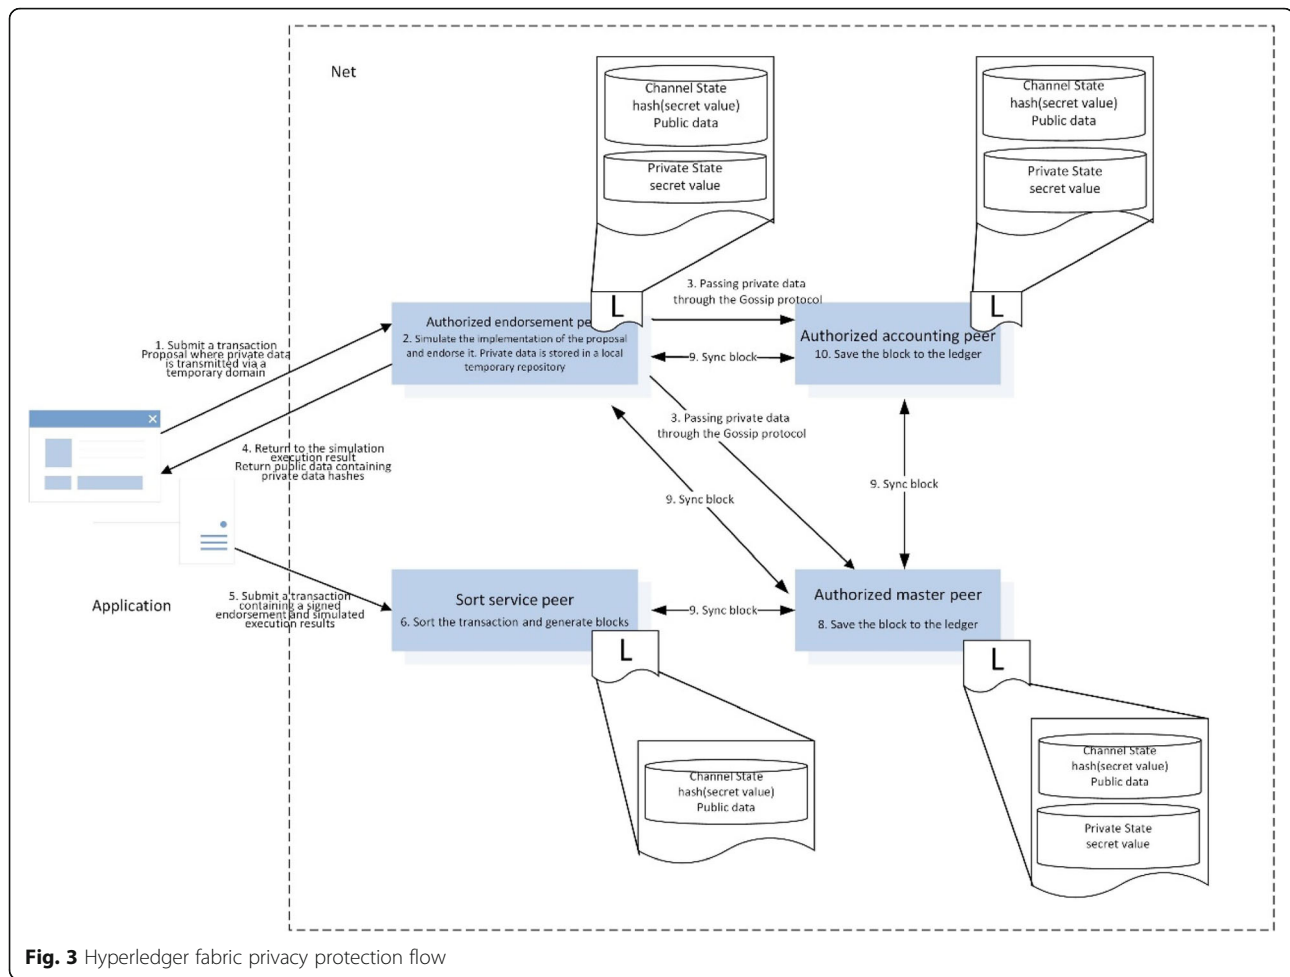 Net
Channel State
hash(secret value)
Public data
Private State
secret value
Channel State
hash(secret value)
Public data
Private State
secret value
L
L
3. Passing private data
through the Gossip protocol
Authorized endorsement pe
2. Simulate the implementation of the proposal
and endorse it. Private data is stored in a local
temporary repository
Authorized accounting peer
10. Save the block to the ledger
1. Submit a transaction
Proposal where private data
is transmitted via a
temporary domain
9. Sync block
3. Passing private data
through the Gossip protocol
4. Return to the simulation
execution result
Return public data containing
private data hashes
9. Sync block
9. Sync block
Application
5. Submit a transaction
containing a signed
endorsement and simulated
execution results
Sort service peer
6. Sort the transaction and generate blocks
9. Sync block
Authorized master peer
8. Save the block to the ledger
L
L
Channel State
hash(secret value)
Public data
Channel State
hash(secret value)
Public data
Private State
secret value
Fig. 3 Hyperledger fabric privacy protection flow